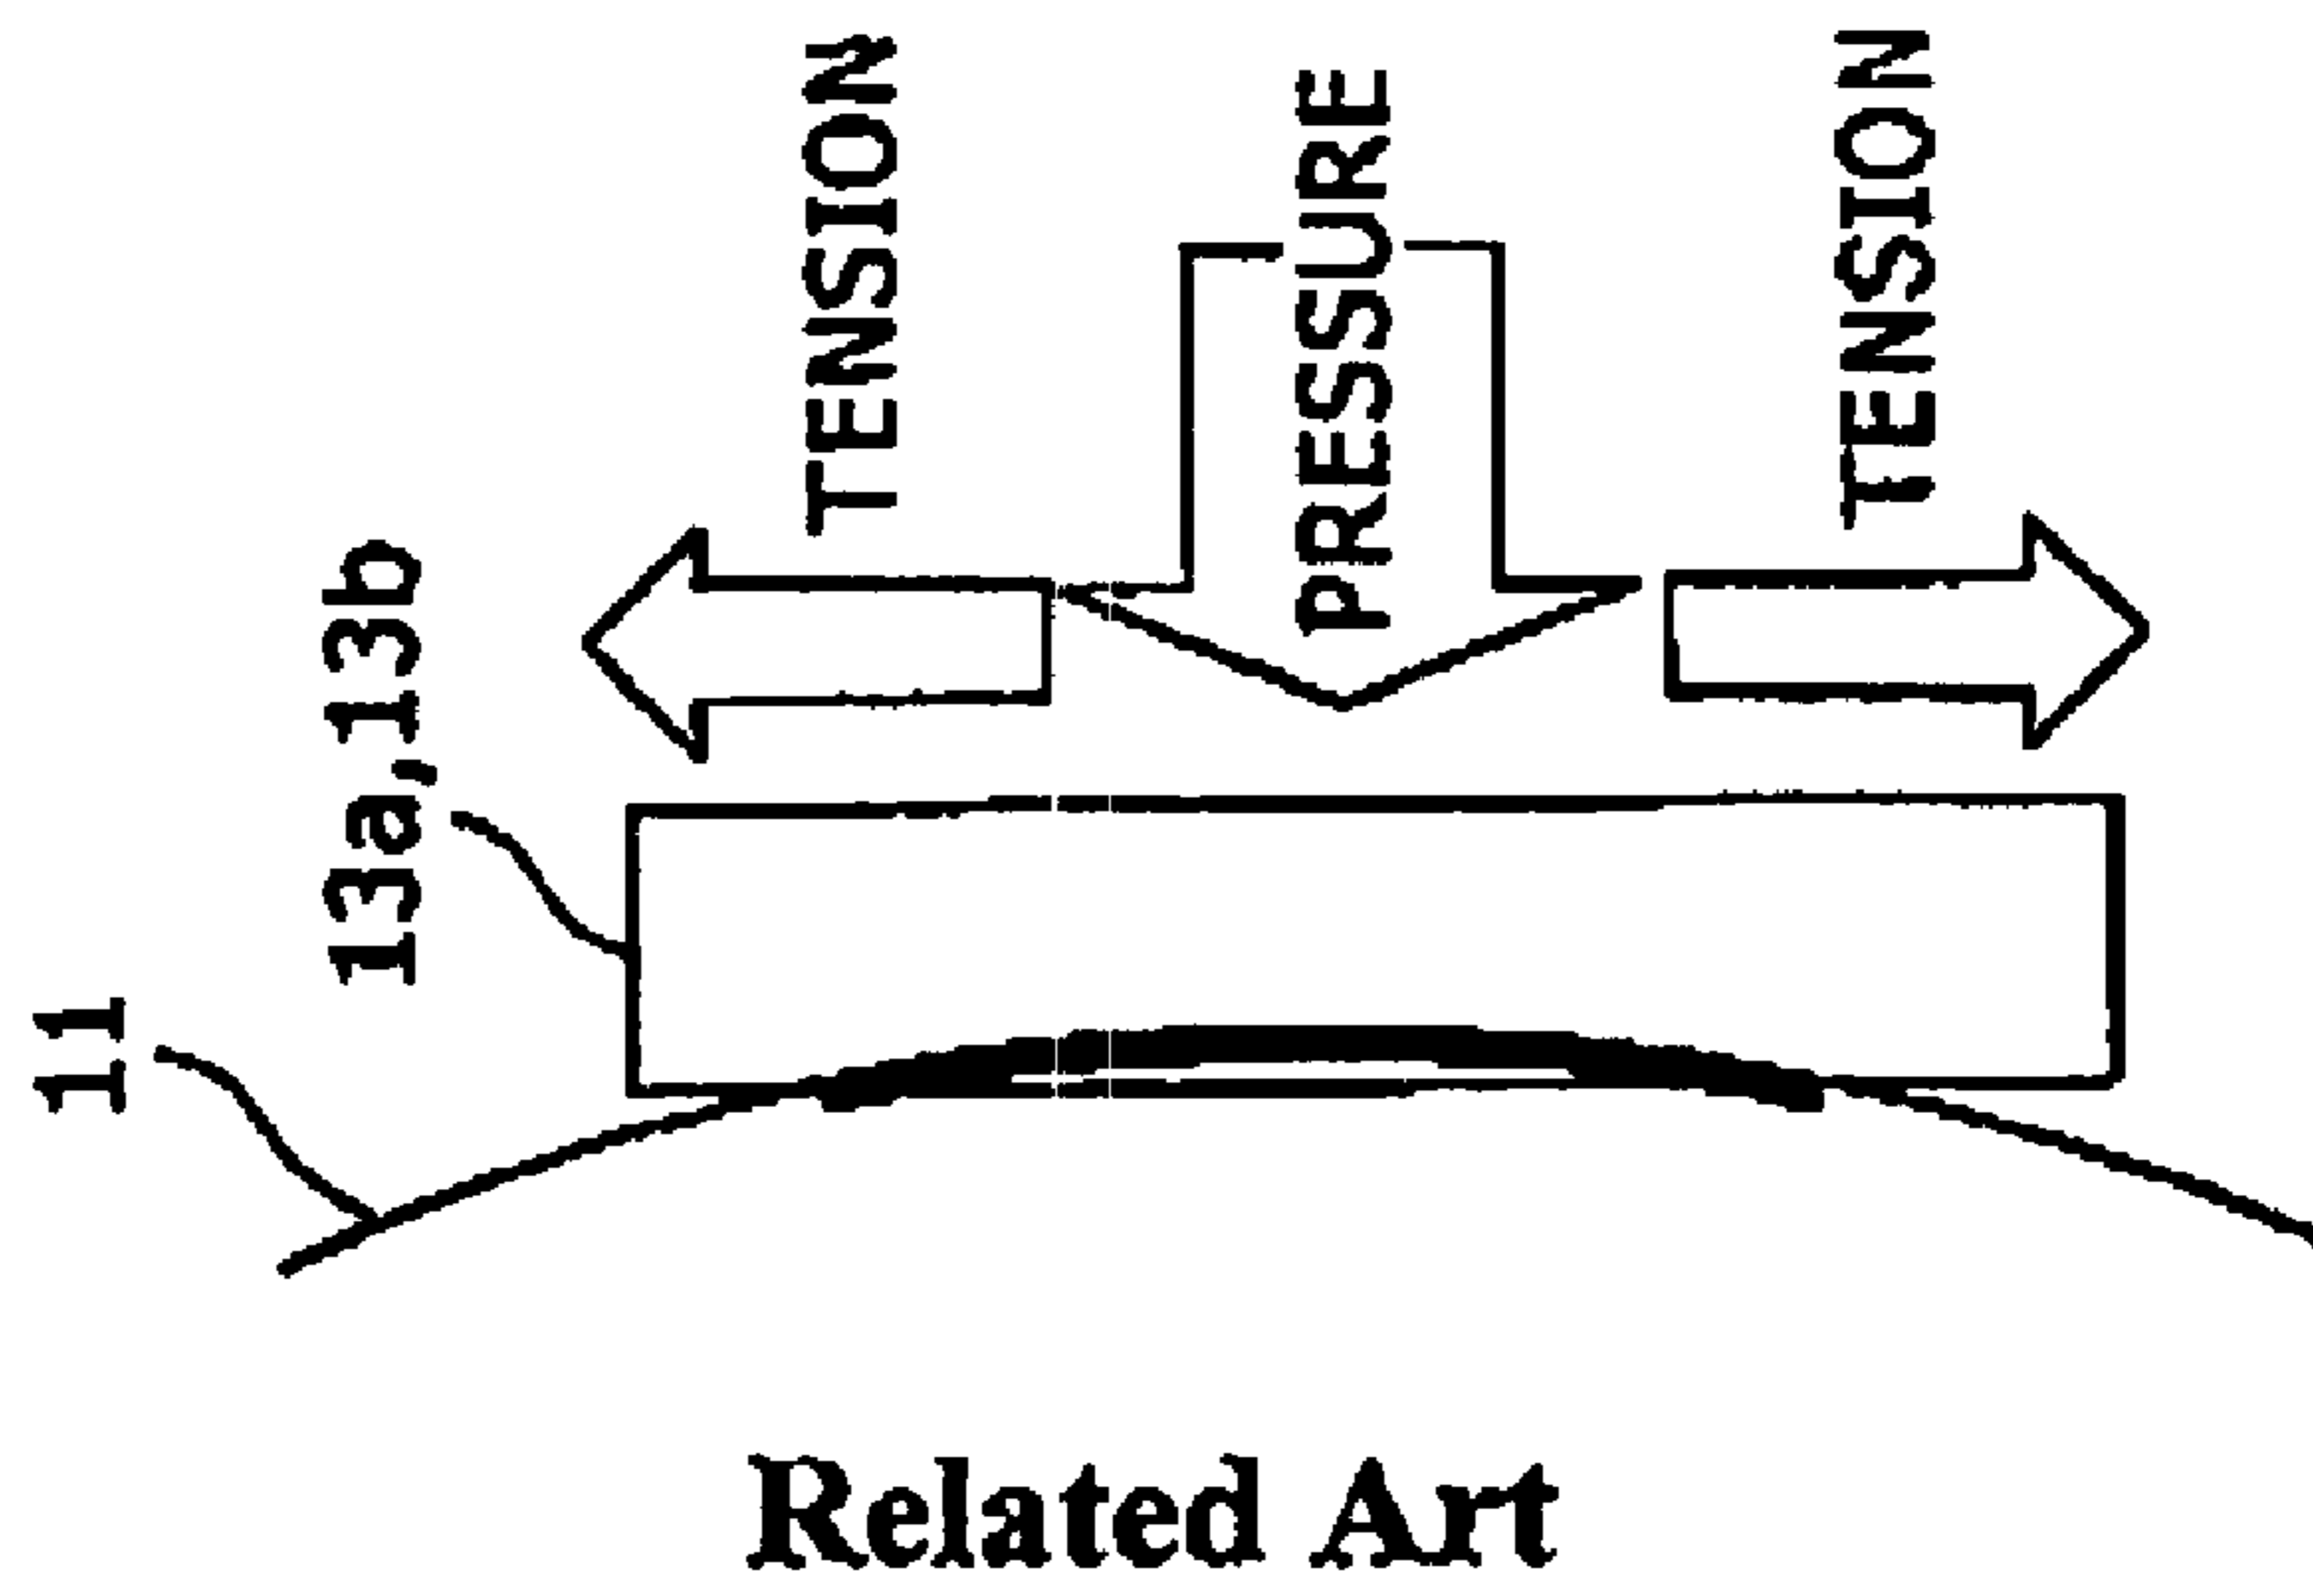 TENSION
PRESSURE
TENSION
13a,13b
11
Related Art